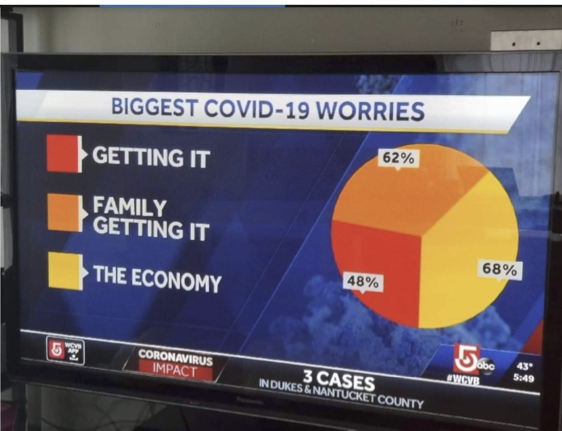 BIGGEST COVID-19 WORRIES
GETTING IT
FAMILY
GETTING IT
THE ECONOMY
62%
68%
48%
5 WCVB
APP
CORONAVIRUS
IMPACT
3 CASES
IN DUKES & NANTUCKET COUNTY
5 abc
#WCVB
43°
5:49